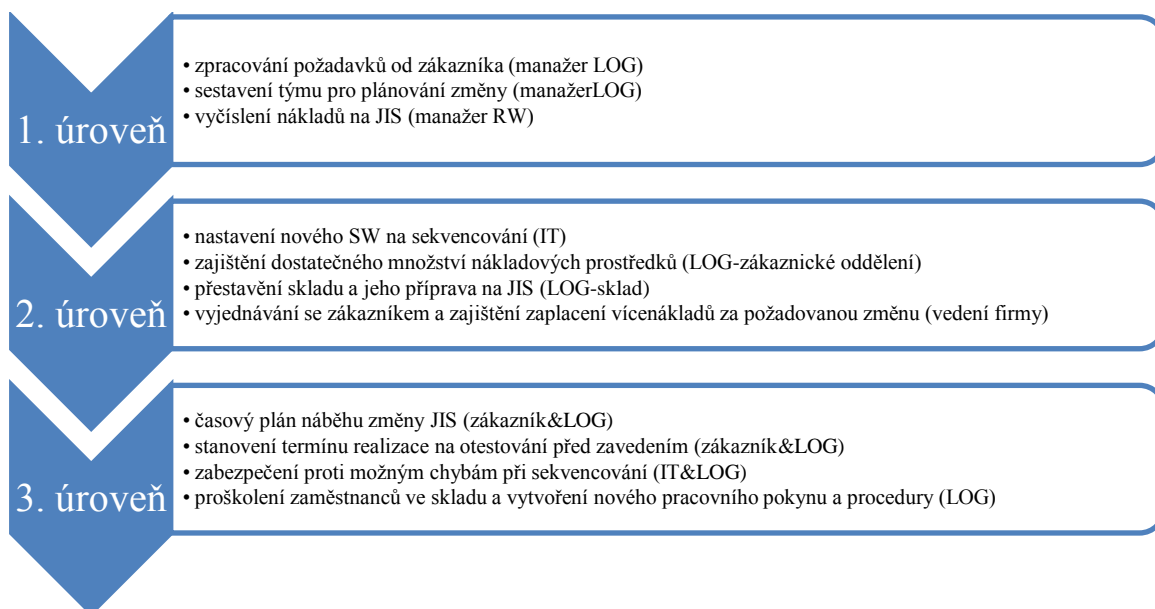 1. úroveň
• zpracování požadavků od zákazníka (manažer LOG)
• sestavení týmu pro plánování změny (manažerLOG)
• vyčíslení nákladů na JIS (manažer RW)
2. úroveň
• nastavení nového SW na sekvencování (IT)
• zajištění dostatečného množství nákladových prostředků (LOG-zákaznické oddělení)
• přestavění skladu a jeho příprava na JIS (LOG-sklad)
• vyjednávání se zákazníkem a zajištění zaplacení vícenákladů za požadovanou změnu (vedení firmy)
3. úroveň
• časový plán náběhu změny JIS (zákazník&LOG)
• stanovení termínu realizace na otestování před zavedením (zákazník&LOG)
• zabezpečení proti možným chybám při sekvencování (IT&LOG)
• proškolení zaměstnanců ve skladu a vytvoření nového pracovního pokynu a procedury (LOG)